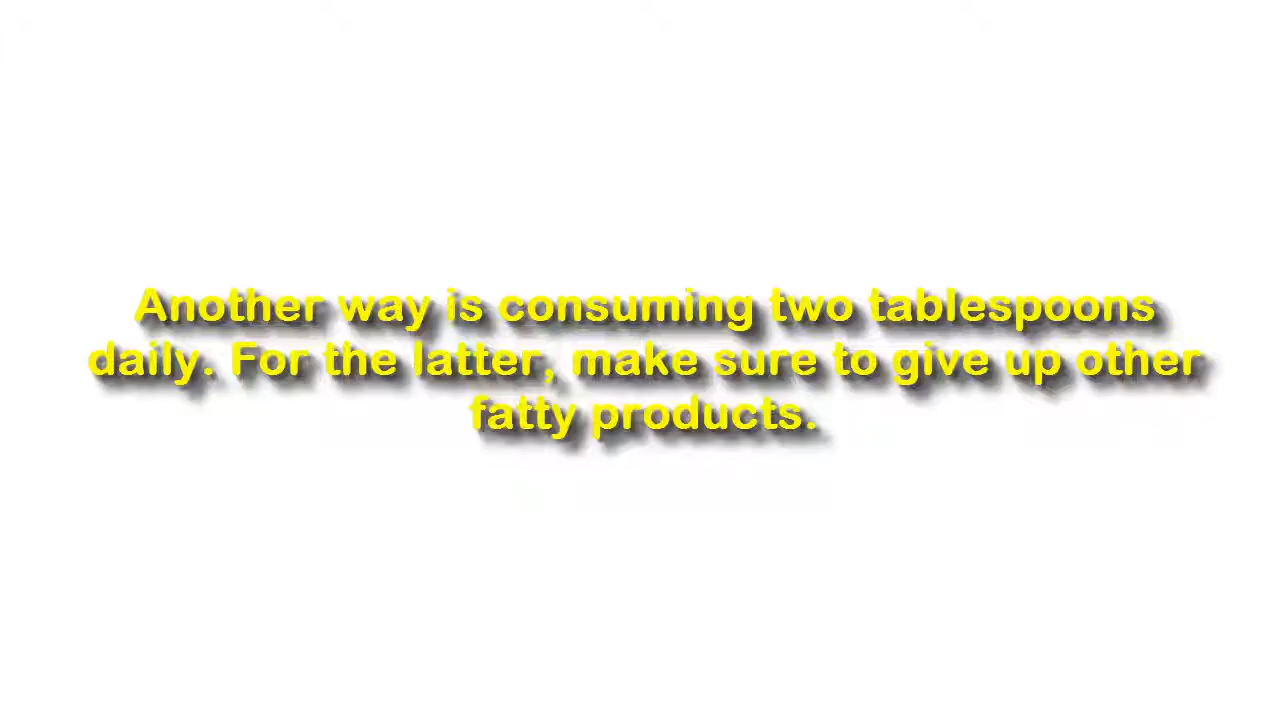 Another way is consuming two tablespoons
daily. For the latter, make sure to give up other
fatty products.